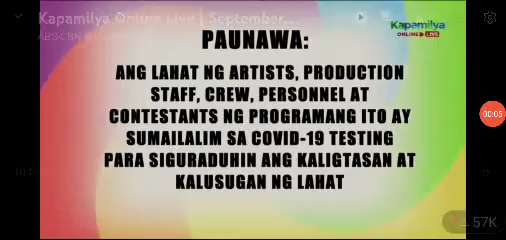 Kapamilya Online Live | September...
ABS-CBN
Kapamilya
ONLINE LIVE
PAUNAWA:
ANG LAHAT NG ARTISTS, PRODUCTION
STAFF, CREW, PERSONNEL AT
CONTESTANTS NG PROGRAMANG ITO AY
SUMAILALIM SA COVID-19 TESTING
PARA SIGURADUHIN ANG KALIGTASAN AT
KALUSUGAN NG LAHAT
00:05
57K